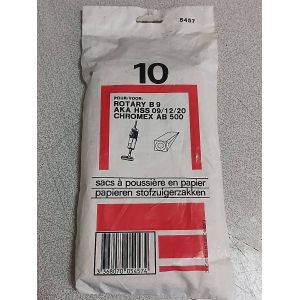 5457
10
POUR/VOOR:
ROTARY B 9
AKA HSS 09/12/20
CHROMEX AB 500
sacs à poussière en papier
papieren stofzuigerzakken